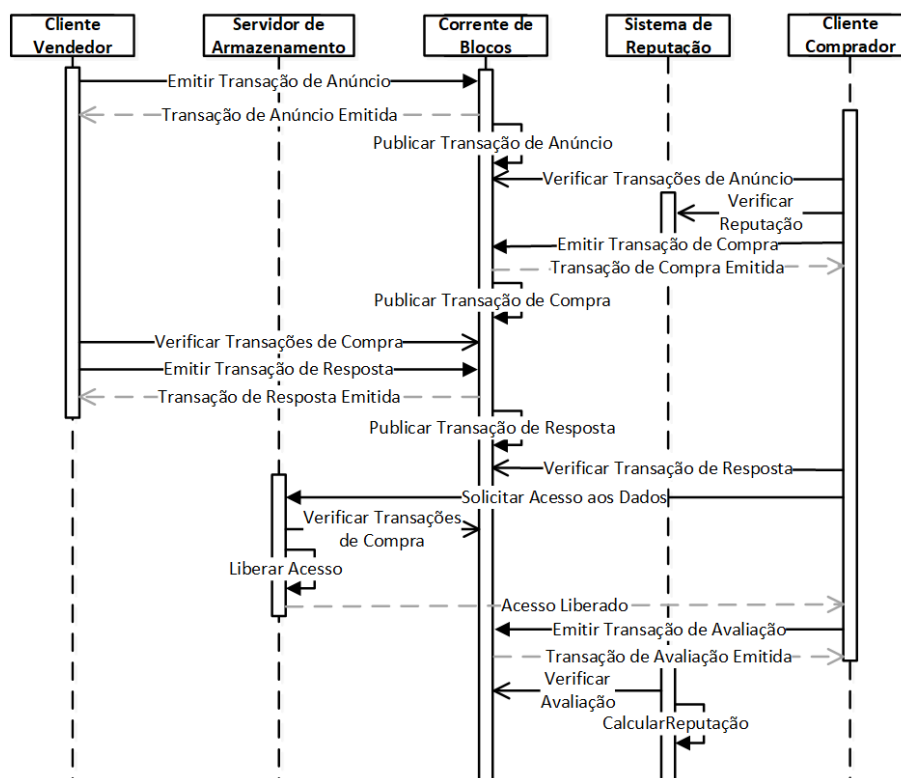 Cliente
Vendedor
Servidor de
Armazenamento
Corrente de
Blocos
Sistema de
Reputação
Cliente
Comprador
Emitir Transação de Anúncio
Transação de Anúncio Emitida
Publicar Transação de Anúncio
Verificar Transações de Anúncio
Verificar
Reputação
Emitir Transação de Compra
Transação de Compra Emitida
Publicar Transação de Compra
Verificar Transações de Compra
Emitir Transação de Resposta
Transação de Resposta Emitida
Publicar Transação de Resposta
Verificar Transação de Resposta
Solicitar Acesso aos Dados
Verificar Transações
de Compra
Liberar Acesso
Acesso Liberado
Emitir Transação de Avaliação
Transação de Avaliação Emitida
Verificar
Avaliação
CalcularReputação